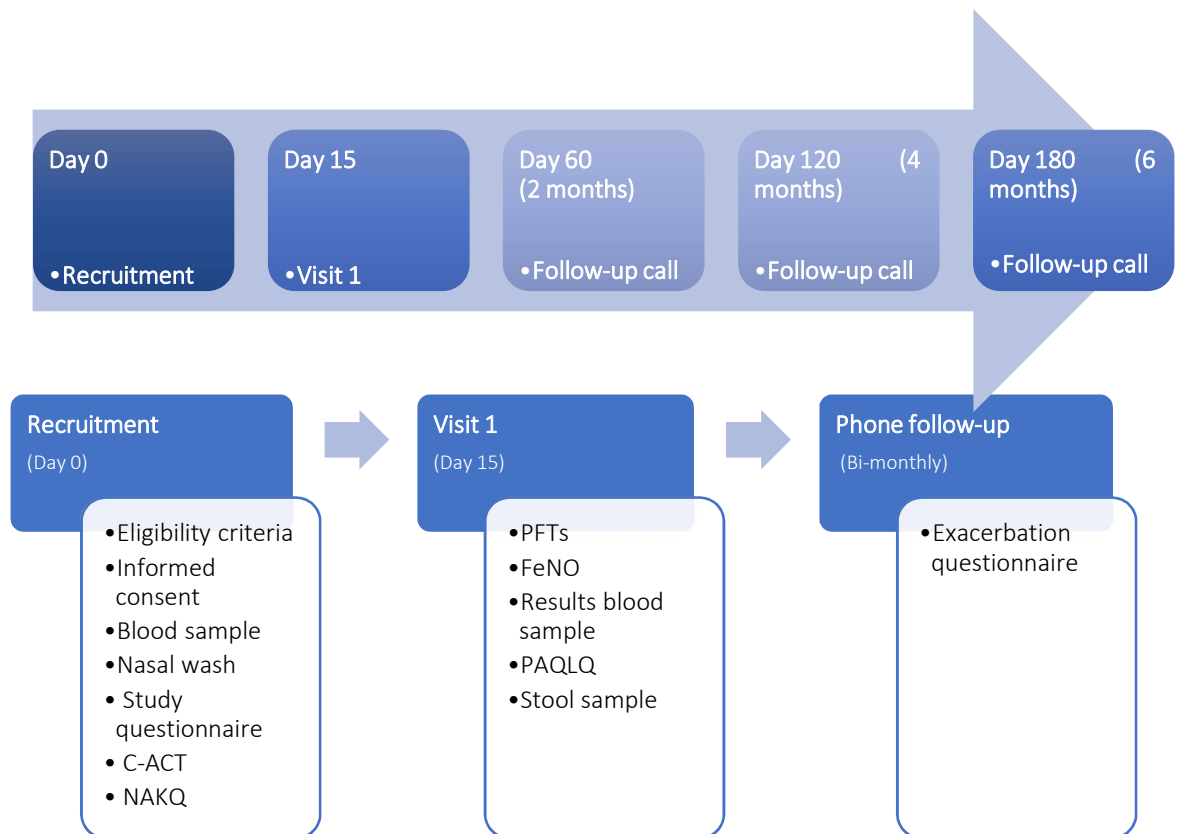 Day 0
•Recruitment
Day 15
•Visit 1
Day 60
(2 months)
•Follow-up call
Day 120 (4
months)
•Follow-up call
Day 180 (6
months)
•Follow-up call
Recruitment
(Day 0)
•Eligibility criteria
•Informed
consent
•Blood sample
•Nasal wash
• Study
questionnaire
• C-ACT
• NAKQ
Visit 1
(Day 15)
•PFTs
•FeNO
•Results blood
sample
•PAQLQ
•Stool sample
Phone follow-up
(Bi-monthly)
•Exacerbation
questionnaire